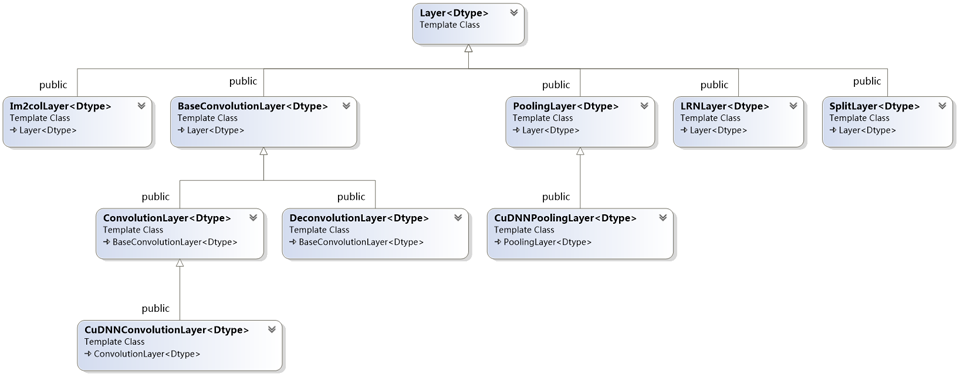 Layer<Dtype>
Template Class
public
public
public
public
public
Im2colLayer<Dtype>
Template Class
Layer<Dtype>
BaseConvolutionLayer<Dtype>
Template Class
Layer<Dtype>
PoolingLayer<Dtype>
Template Class
Layer<Dtype>
LRNLayer<Dtype>
Template Class
Layer<Dtype>
SplitLayer<Dtype>
Template Class
Layer<Dtype>
public
public
public
ConvolutionLayer<Dtype>
Template Class
BaseConvolutionLayer<Dtype>
DeconvolutionLayer<Dtype>
Template Class
BaseConvolutionLayer<Dtype>
CuDNNPoolingLayer<Dtype>
Template Class
PoolingLayer<Dtype>
public
CuDNNConvolutionLayer<Dtype>
Template Class
ConvolutionLayer<Dtype>